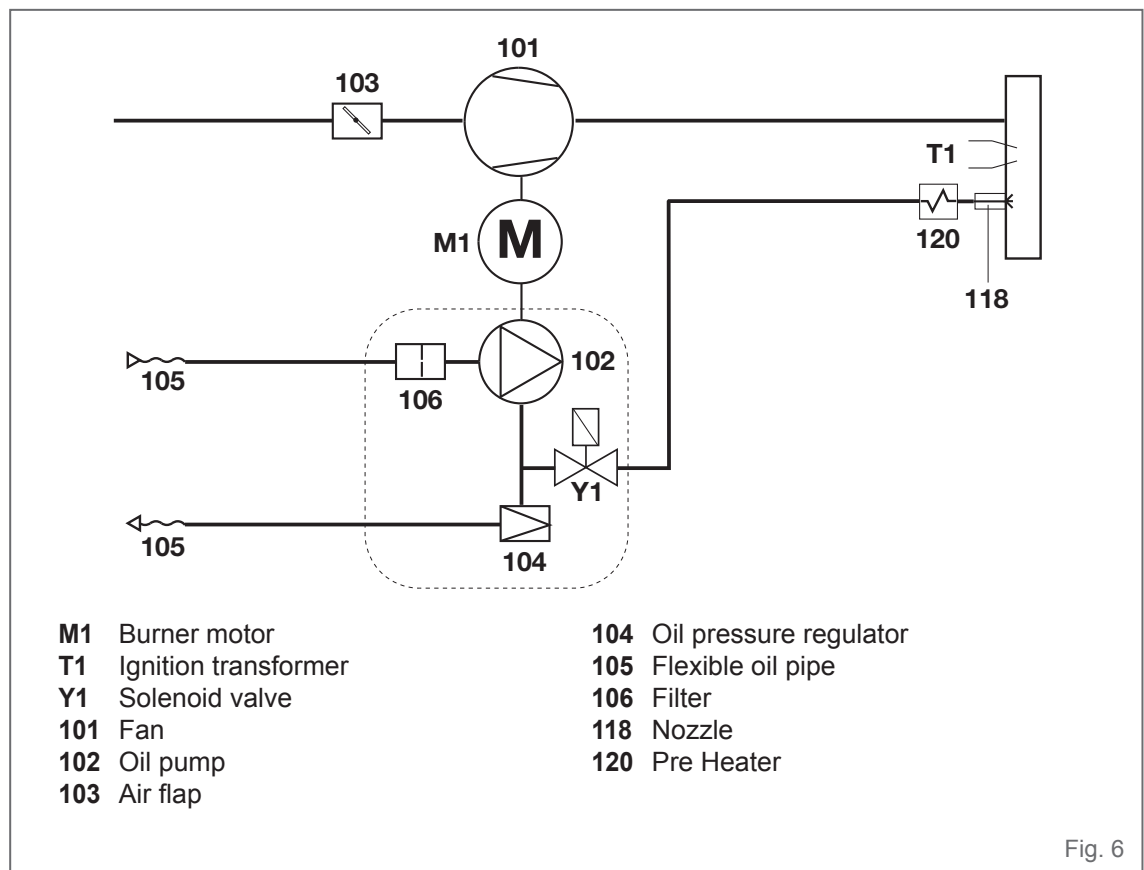 101
103
T1
M1 M
120
118
102
105
106
Y1
105
104
M1 Burner motor
T1 Ignition transformer
Y1 Solenoid valve
101 Fan
102 Oil pump
103 Air flap
104 Oil pressure regulator
105 Flexible oil pipe
106 Filter
118 Nozzle
120 Pre Heater
Fig. 6